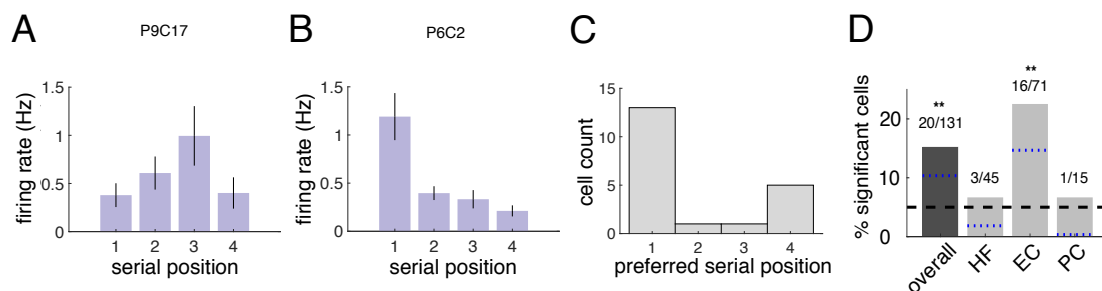 A
P9C17
firing rate (Hz)
1.5
1
0.5
0
1 2 3 4
serial position
B
P6C2
firing rate (Hz)
1.5
1
0.5
0
1 2 3 4
serial position
C
cell count
15
10
5
0
1 2 3 4
preferred serial position
D
% significant cells
20
10
0
**
20/131
3/45
**
16/71
1/15
overall HF EC PC